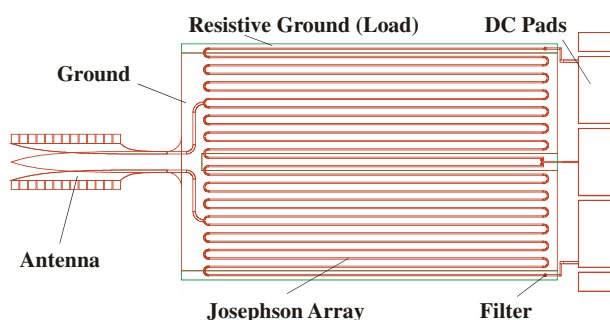 Resistive Ground (Load)
DC Pads
Ground
Antenna
Josephson Array
Filter